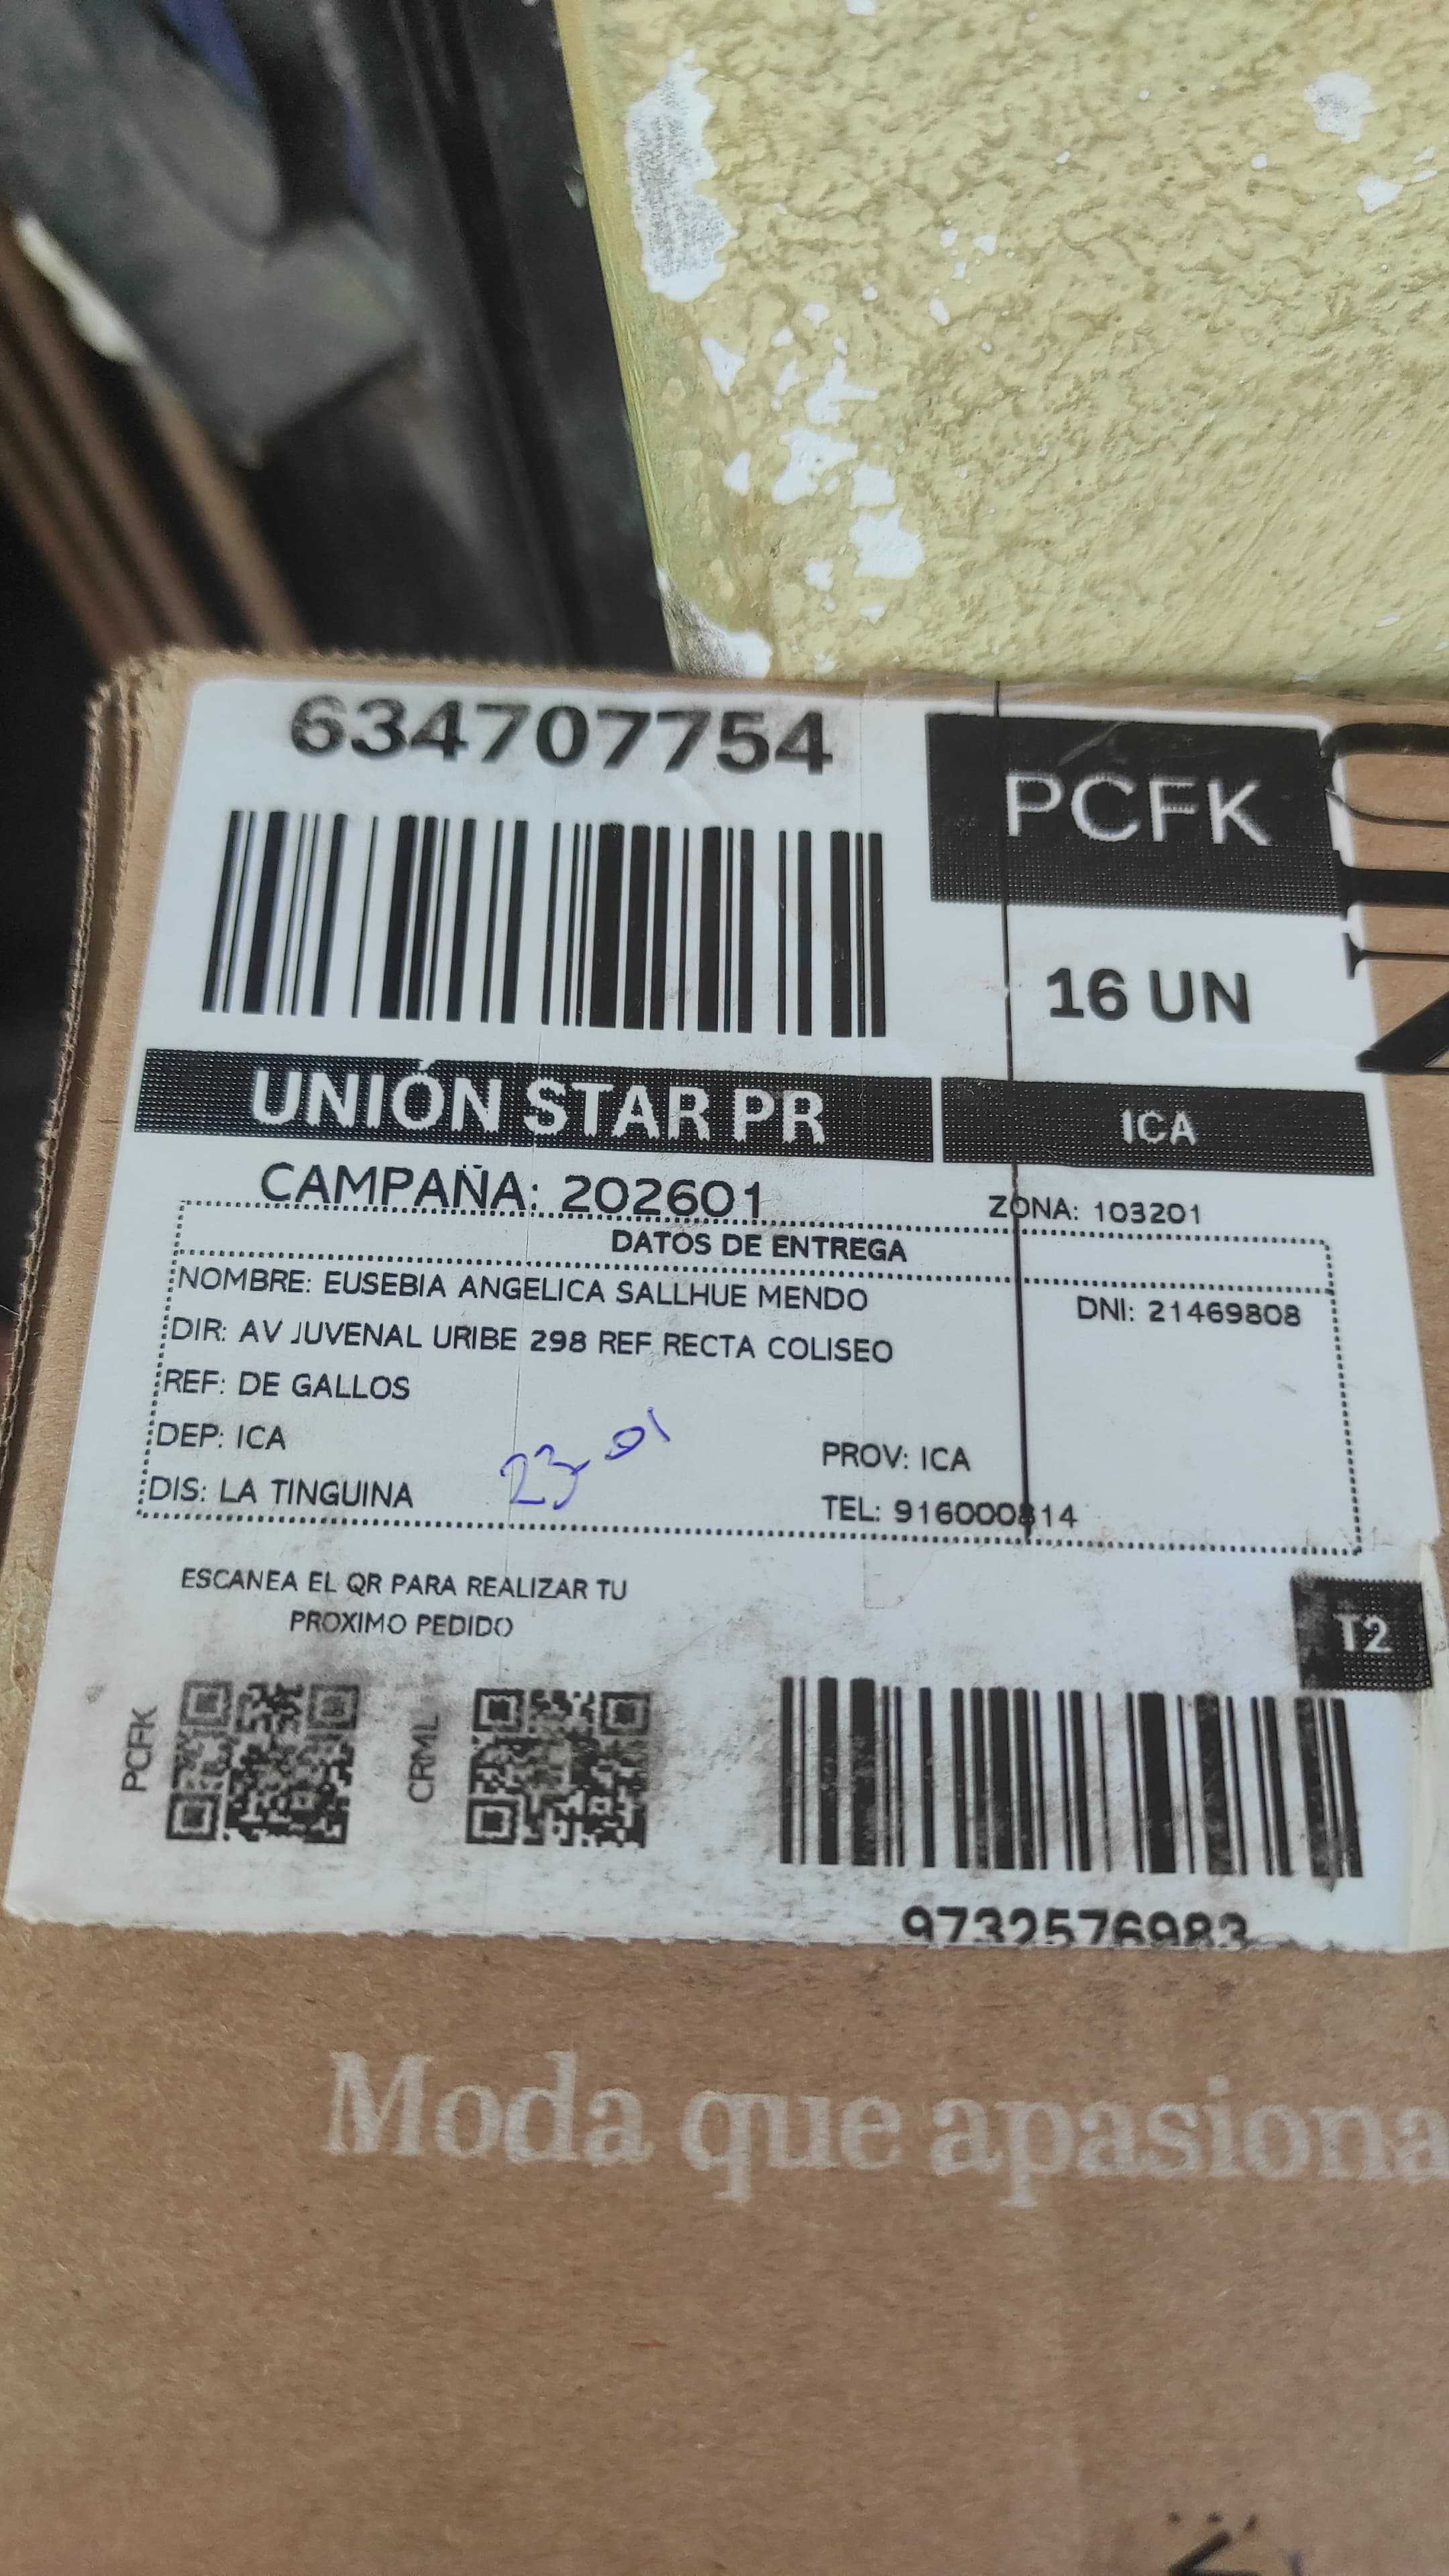 634707754
PCFK
16 UN
UNIÓN STAR PR
ICA
CAMPAÑA: 202601
ZONA: 103201
DATOS DE ENTREGA
NOMBRE: EUSEBIA ANGELICA SALLHUE MENDO
DNI: 21469808
DIR: AV JUVENAL URIBE 298 REF RECTA COLISEO
REF: DE GALLOS
DEP: ICA
PROV: ICA
23-01
DIS: LA TINGUINA
TEL: 916000814
ESCANEA EL QR PARA REALIZAR TU
PROXIMO PEDIDO
T2
PCFK
CRML
9732576983
Moda que apasiona